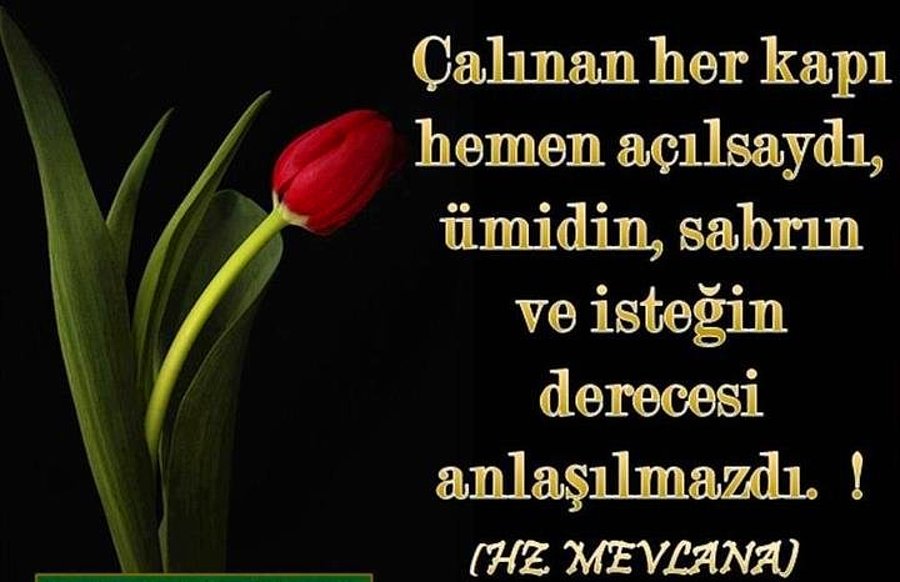 Çalınan her kapı
hemen açılsaydı,
ümidin, sabrın
ve isteğin
derecesi
anlaşılmazdı. !
(HZ MEVLANA)